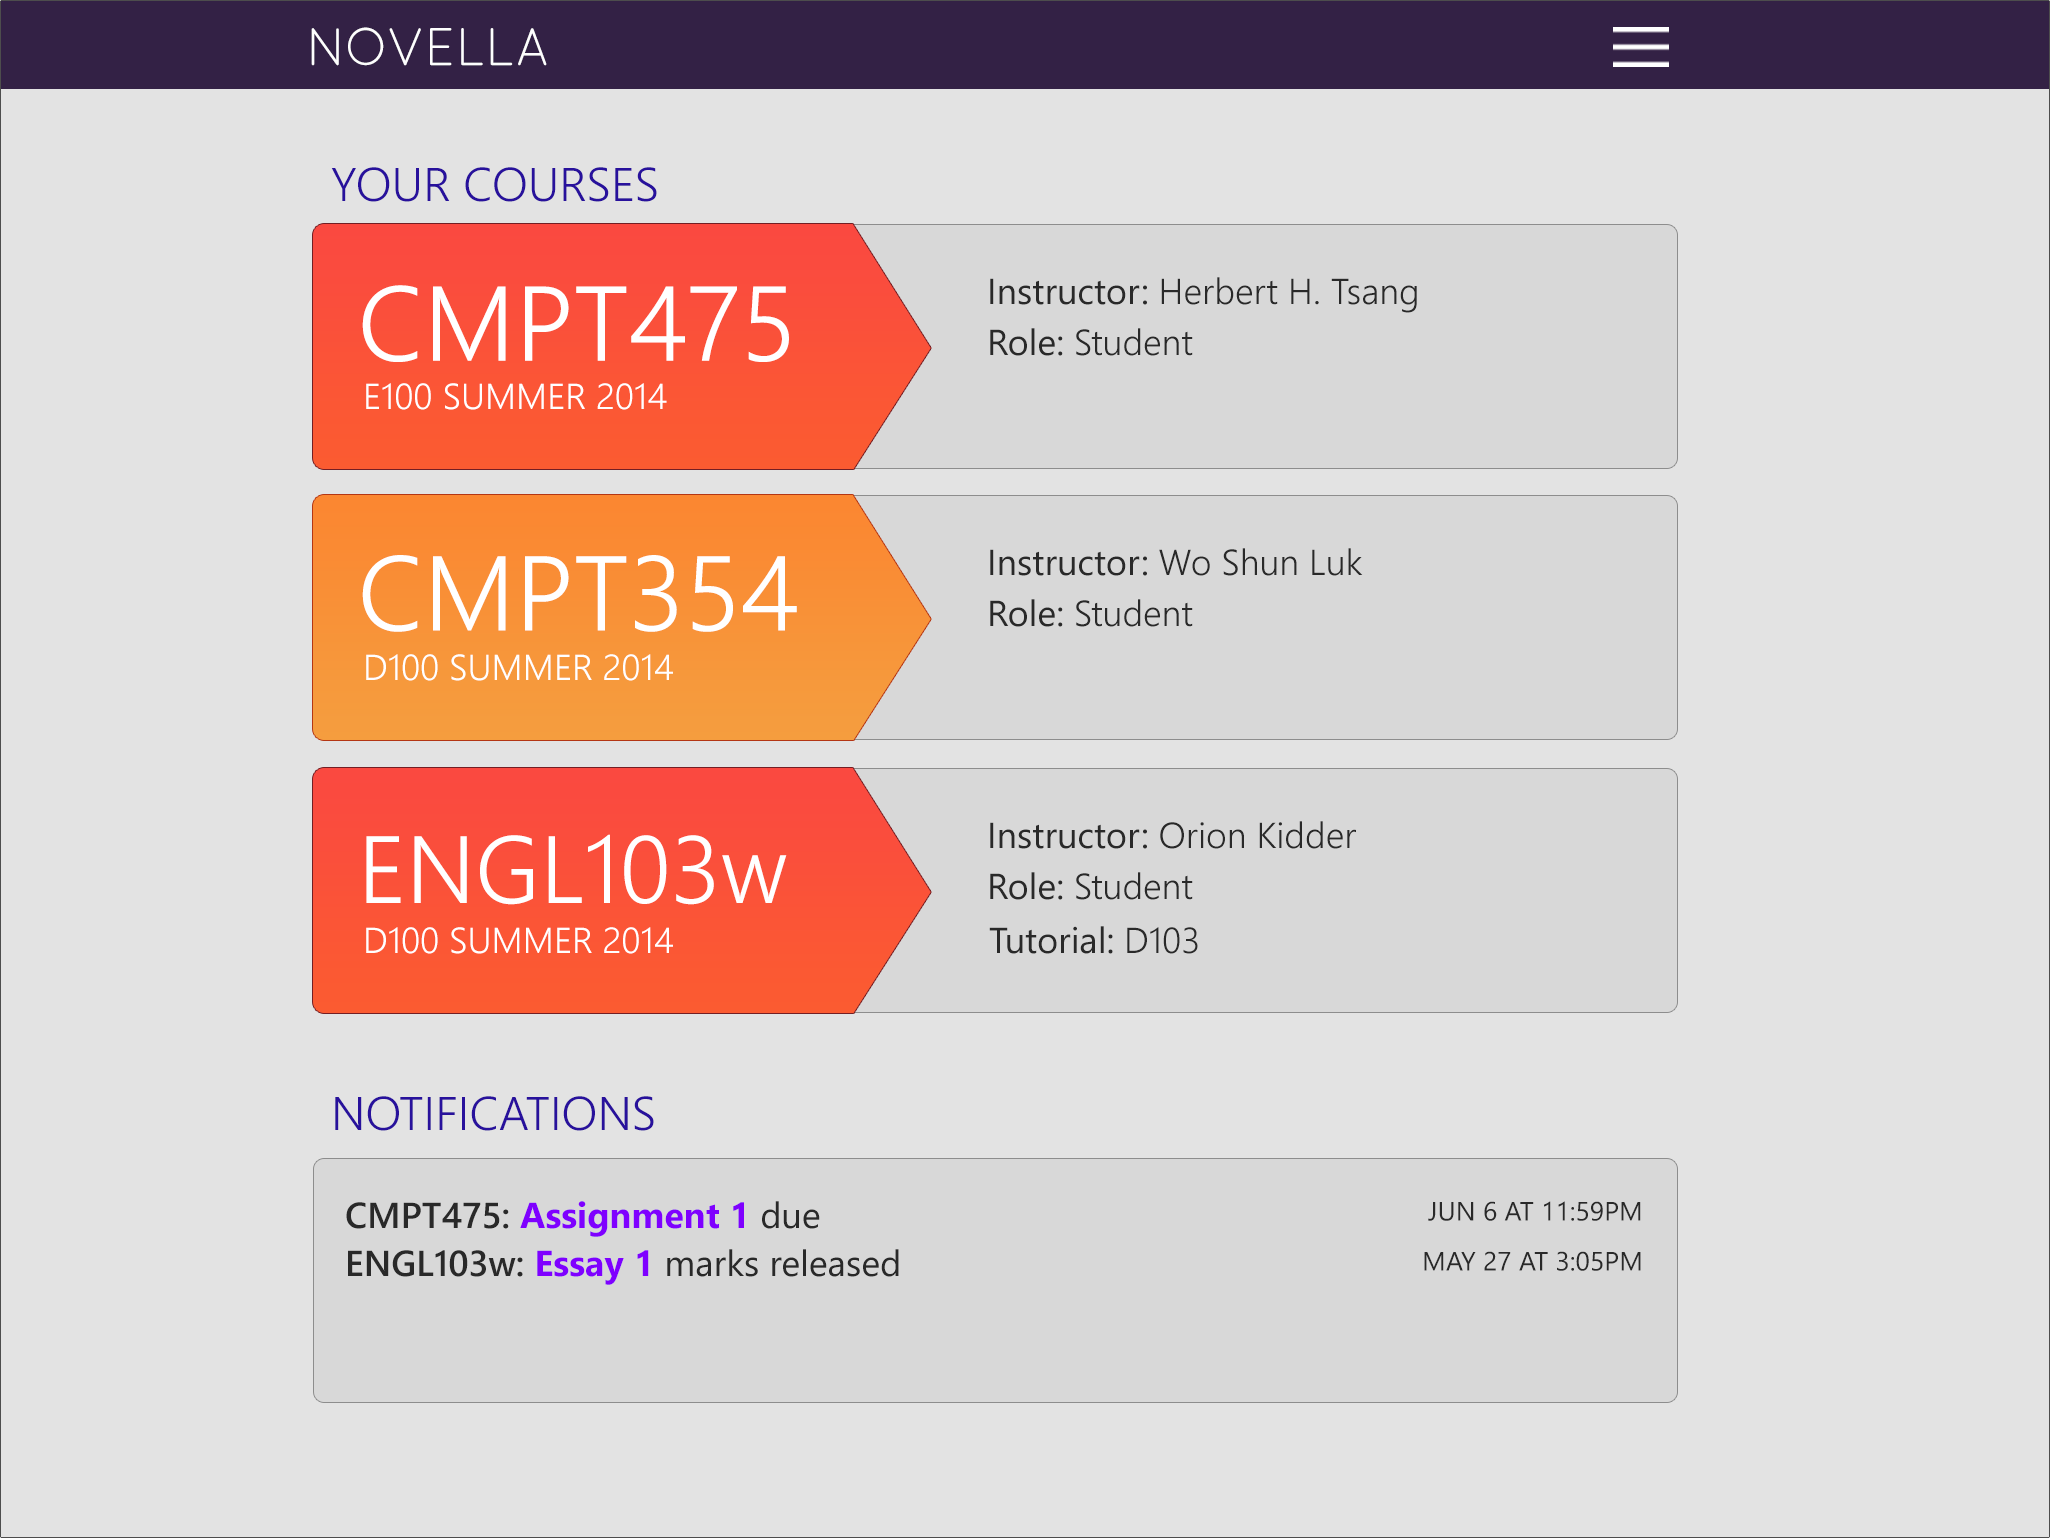 NOVELLA
YOUR COURSES
CMPT475
E100 SUMMER 2014
Instructor: Herbert H. Tsang
Role: Student
CMPT354
D100 SUMMER 2014
Instructor: Wo Shun Luk
Role: Student
ENGL103w
D100 SUMMER 2014
Instructor: Orion Kidder
Role: Student
Tutorial: D103
NOTIFICATIONS
CMPT475: Assignment 1 due JUN 6 AT 11:59PM
ENGL103w: Essay 1 marks released MAY 27 AT 3:05PM